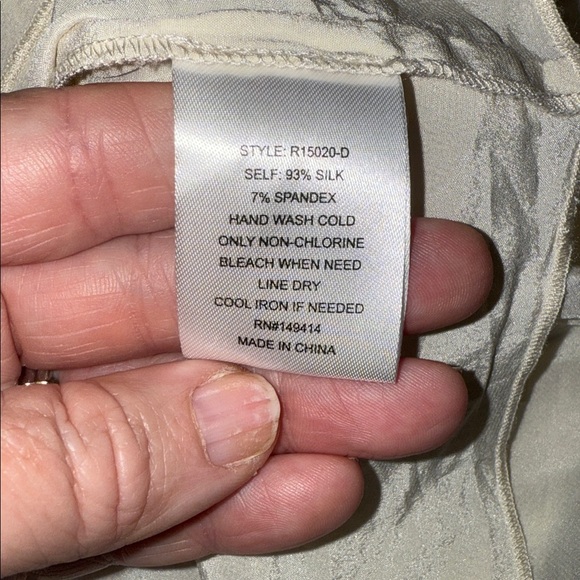 STYLE: R15020-D
SELF: 93% SILK
7% SPANDEX
HAND WASH COLD
ONLY NON-CHLORINE
BLEACH WHEN NEED
LINE DRY
COOL IRON IF NEEDED
RN#149414
MADE IN CHINA